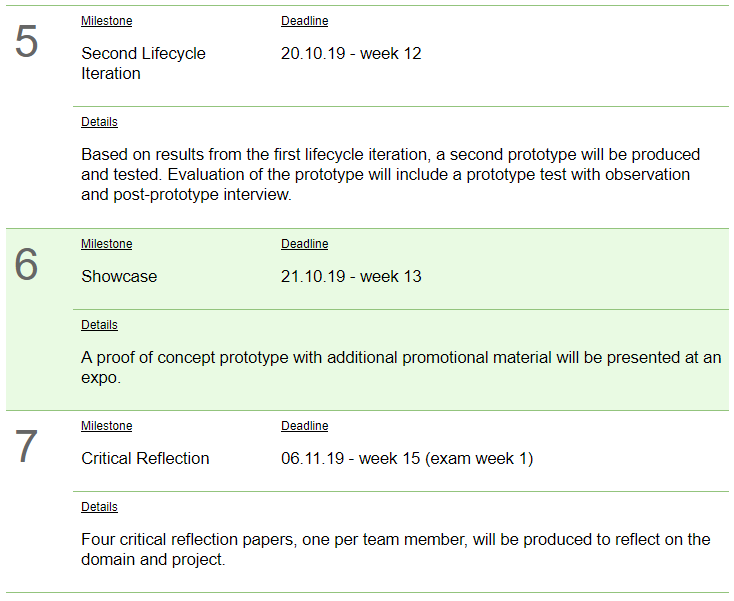 5
Milestone Deadline
Second Lifecycle 20.10.19 - week 12
Iteration
Details
Based on results from the first lifecycle iteration, a second prototype will be produced
and tested. Evaluation of the prototype will include a prototype test with observation
and post-prototype interview.
6
Milestone Deadline
Showcase 21.10.19 - week 13
Details
A proof of concept prototype with additional promotional material will be presented at an
expo.
7
Milestone Deadline
Critical Reflection 06.11.19 - week 15 (exam week 1)
Details
Four critical reflection papers, one per team member, will be produced to reflect on the
domain and project.